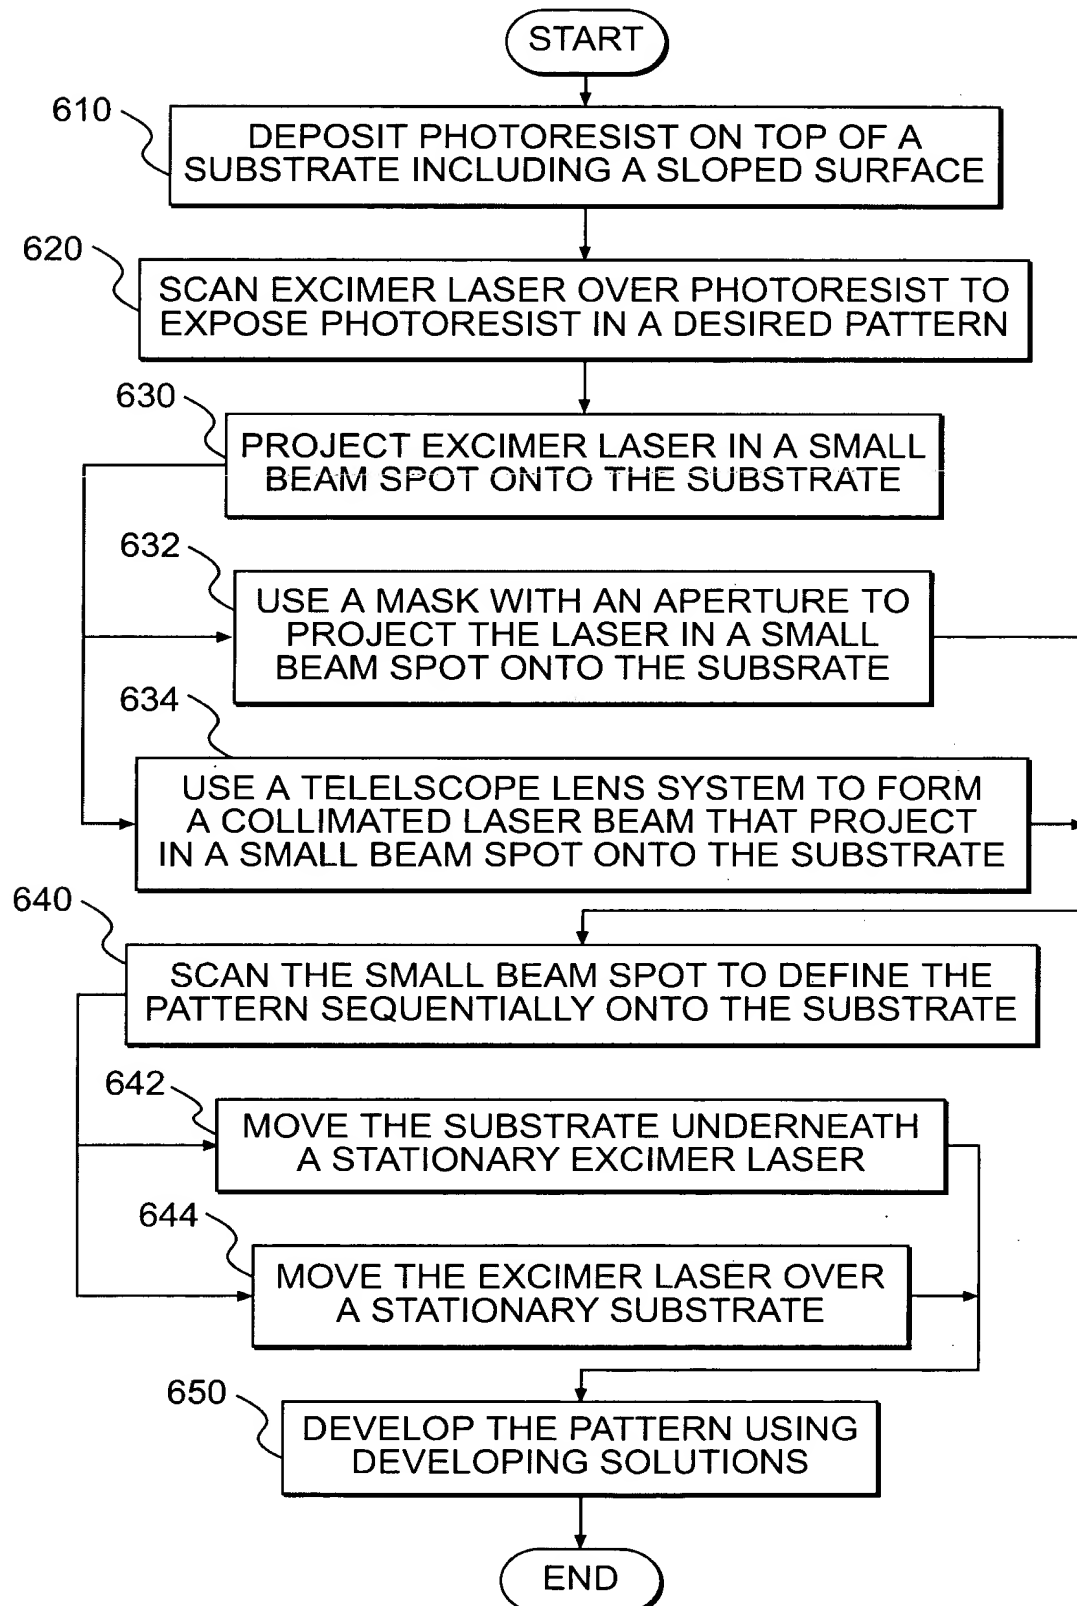 START
610
DEPOSIT PHOTORESIST ON TOP OF A
SUBSTRATE INCLUDING A SLOPED SURFACE
620
SCAN EXCIMER LASER OVER PHOTORESIST TO
EXPOSE PHOTORESIST IN A DESIRED PATTERN
630
PROJECT EXCIMER LASER IN A SMALL
BEAM SPOT ONTO THE SUBSTRATE
632
USE A MASK WITH AN APERTURE TO
PROJECT THE LASER IN A SMALL
BEAM SPOT ONTO THE SUBSRATE
634
USE A TELELSCOPE LENS SYSTEM TO FORM
A COLLIMATED LASER BEAM THAT PROJECT
IN A SMALL BEAM SPOT ONTO THE SUBSTRATE
640
SCAN THE SMALL BEAM SPOT TO DEFINE THE
PATTERN SEQUENTIALLY ONTO THE SUBSTRATE
642
MOVE THE SUBSTRATE UNDERNEATH
A STATIONARY EXCIMER LASER
644
MOVE THE EXCIMER LASER OVER
A STATIONARY SUBSTRATE
650
DEVELOP THE PATTERN USING
DEVELOPING SOLUTIONS
END